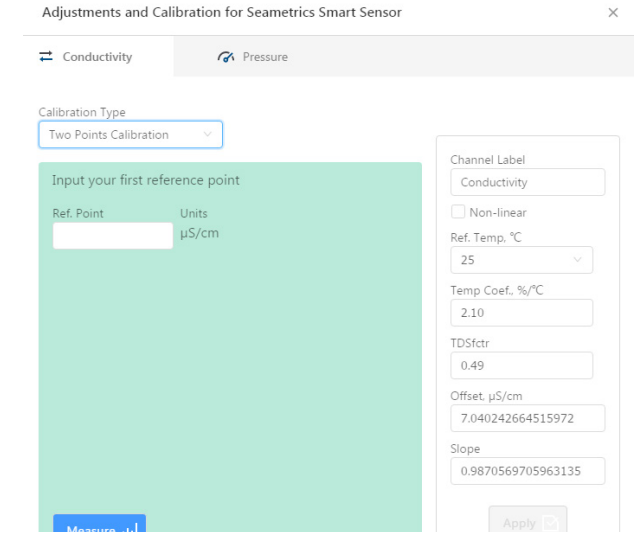 Adjustments and Calibration for Seametrics Smart Sensor
Conductivity
Pressure
Calibration Type
Two Points Calibration
Input your first reference point
Ref. Point
Units
µS/cm
Measure
Channel Label
Conductivity
Non-linear
Ref. Temp, °C
25
Temp Coef., %/°C
2.10
TDSfctr
0.49
Offset, µS/cm
7.040242664515972
Slope
0.9870569705963135
Apply